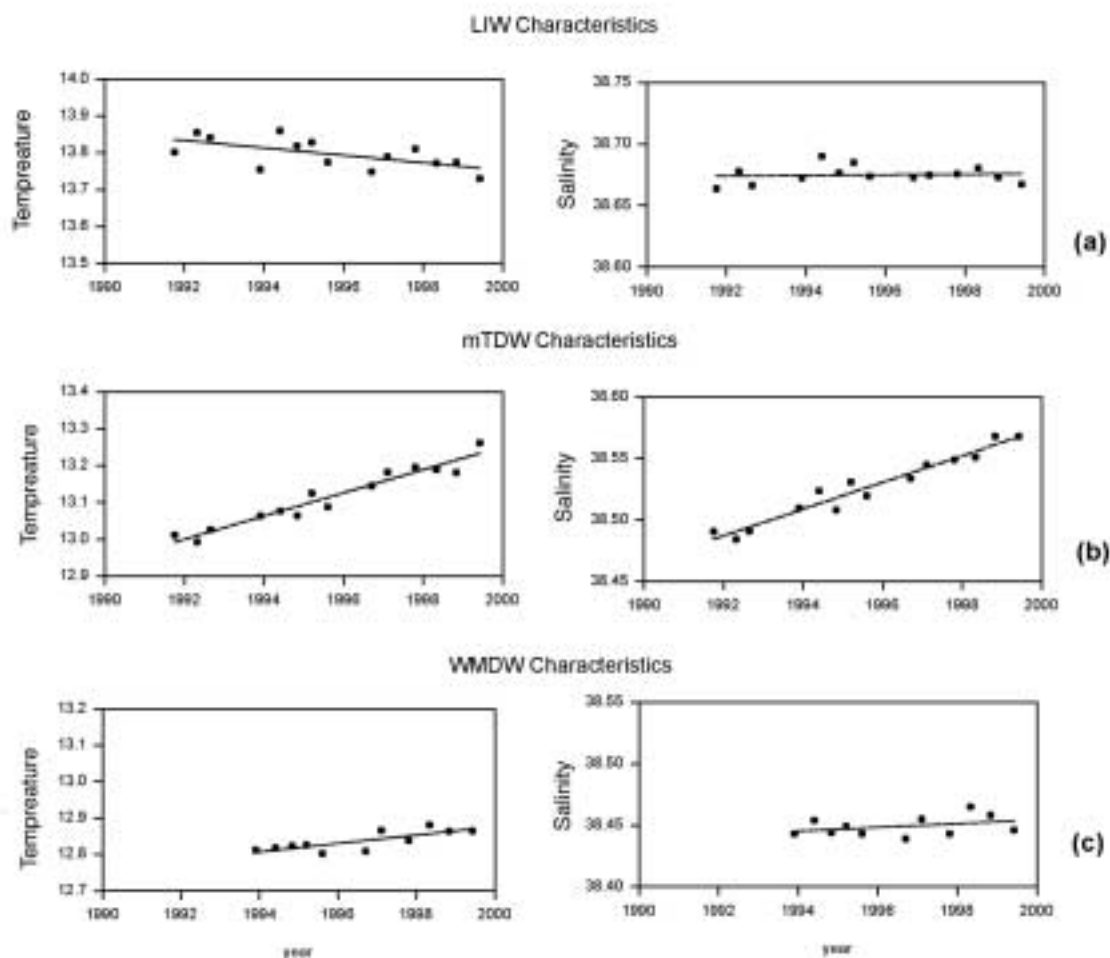 LIW Characteristics
Tempreature
14.0
13.9
13.8
13.7
13.6
13.5
1990 1992 1994 1996 1998 2000
Salinity
38.75
38.70
38.65
38.60
1990 1992 1994 1996 1998 2000
(a)
mTDW Characteristics
Tempreature
13.4
13.3
13.2
13.1
13.0
12.9
1990 1992 1994 1996 1998 2000
Salinity
38.60
38.55
38.50
38.45
1990 1992 1994 1996 1998 2000
(b)
WMDW Characteristics
Tempreature
13.2
13.1
13.0
12.9
12.8
12.7
1990 1992 1994 1996 1998 2000
year
Salinity
38.55
38.50
38.45
38.40
1990 1992 1994 1996 1998 2000
year
(c)